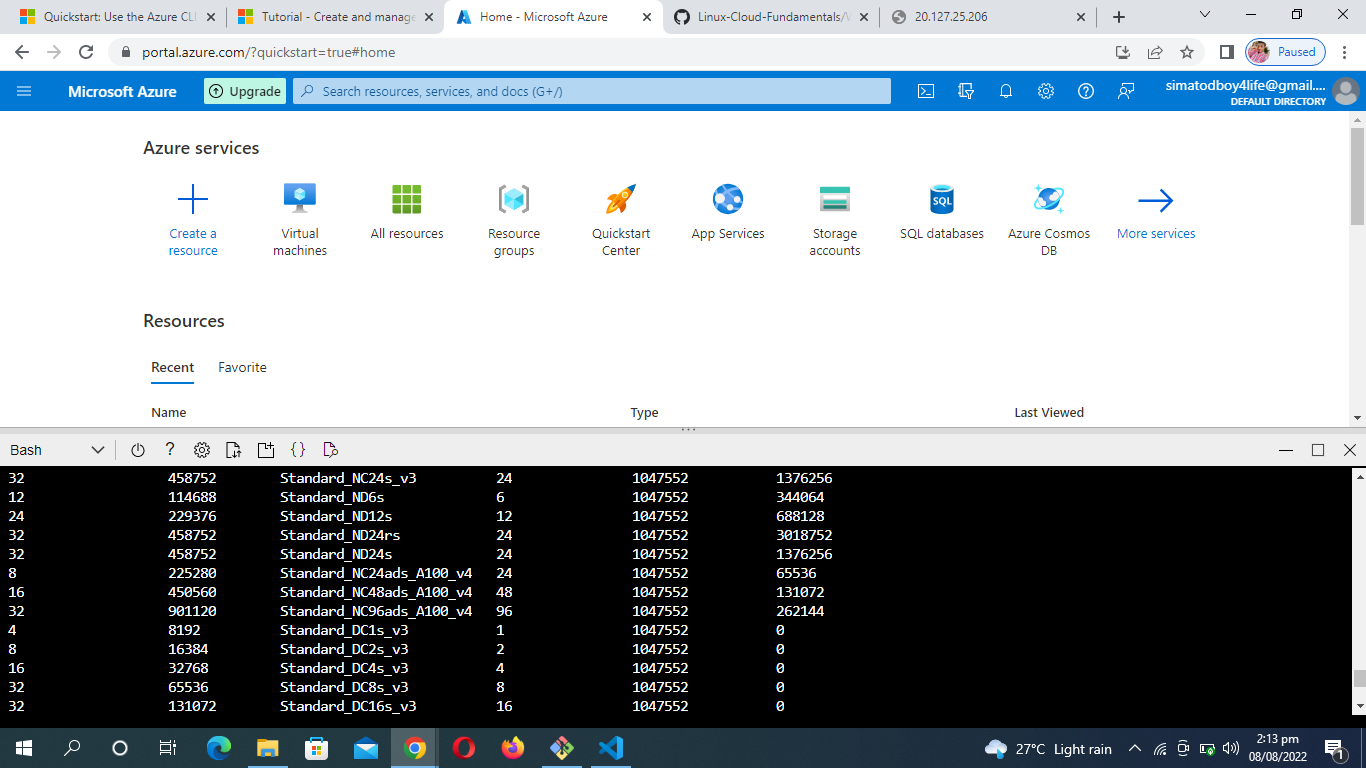 Quickstart: Use the Azure CL
Tutorial - Create and manage
Home - Microsoft Azure
Linux-Cloud-Fundamentals/
20.127.25.206
portal.azure.com/?quickstart=true#home
Paused
Microsoft Azure
Upgrade
Search resources, services, and docs (G+/)
simatodboy4life@gmail....
DEFAULT DIRECTORY
Azure services
Create a resource
Virtual machines
All resources
Resource groups
Quickstart Center
App Services
Storage accounts
SQL
SQL databases
Azure Cosmos DB
More services
Resources
Recent Favorite
Name Type Last Viewed
Bash
32 458752 Standard_NC24s_v3 24 1047552 1376256
12 114688 Standard_ND6s 6 1047552 344064
24 229376 Standard_ND12s 12 1047552 688128
32 458752 Standard_ND24rs 24 1047552 3018752
32 458752 Standard_ND24s 24 1047552 1376256
8 225280 Standard_NC24ads_A100_v4 24 1047552 65536
16 450560 Standard_NC48ads_A100_v4 48 1047552 131072
32 901120 Standard_NC96ads_A100_v4 96 1047552 262144
4 8192 Standard_DC1s_v3 1 1047552 0
8 16384 Standard_DC2s_v3 2 1047552 0
16 32768 Standard_DC4s_v3 4 1047552 0
32 65536 Standard_DC8s_v3 8 1047552 0
32 131072 Standard_DC16s_v3 16 1047552 0
27°C Light rain
2:13 pm
08/08/2022
1